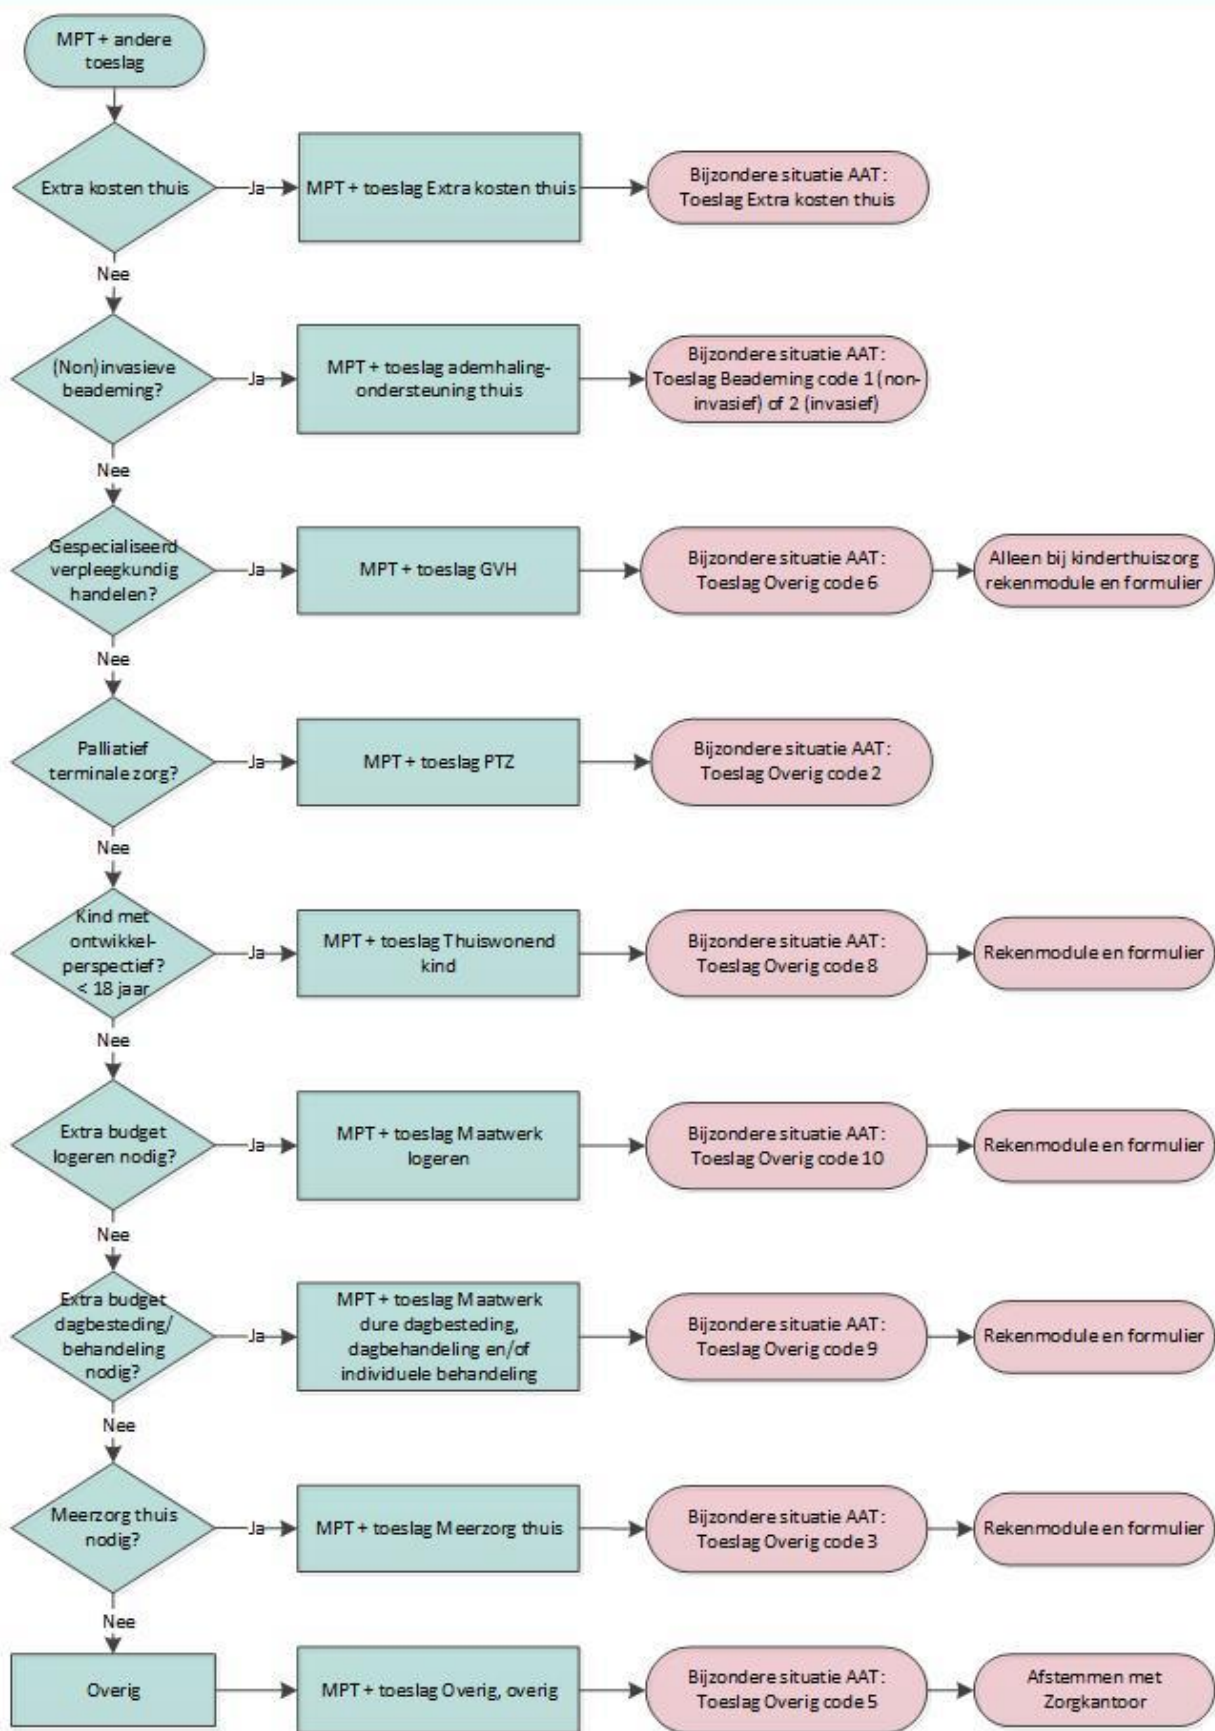 MPT + andere
toeslag
Extra kosten thuis
Ja
MPT + toeslag Extra kosten thuis
Bijzondere situatie AAT:
Toeslag Extra kosten thuis
Nee
(Non)invasieve
beademing?
Ja
MPT + toeslag ademhaling-
ondersteuning thuis
Bijzondere situatie AAT:
Toeslag Beademing code 1 (non-
invasief) of 2 (invasief)
Nee
Gespecialiseerd
verpleegkundig
handelen?
Ja
MPT + toeslag GVH
Bijzondere situatie AAT:
Toeslag Overig code 6
Alleen bij kinderthuiszorg
rekenmodule en formulier
Nee
Palliatief
terminale zorg?
Ja
MPT + toeslag PTZ
Bijzondere situatie AAT:
Toeslag Overig code 2
Nee
Kind met
ontwikkel-
perspectief?
< 18 jaar
Ja
MPT + toeslag Thuiswonend
kind
Bijzondere situatie AAT:
Toeslag Overig code 8
Rekenmodule en formulier
Nee
Extra budget
logeren nodig?
Ja
MPT + toeslag Maatwerk
logeren
Bijzondere situatie AAT:
Toeslag Overig code 10
Rekenmodule en formulier
Nee
Extra budget
dagbesteding/
behandeling
nodig?
Ja
MPT + toeslag Maatwerk
dure dagbesteding,
dagbehandeling en/of
individuele behandeling
Bijzondere situatie AAT:
Toeslag Overig code 9
Rekenmodule en formulier
Nee
Meerzorg thuis
nodig?
Ja
MPT + toeslag Meerzorg thuis
Bijzondere situatie AAT:
Toeslag Overig code 3
Rekenmodule en formulier
Nee
Overig
MPT + toeslag Overig, overig
Bijzondere situatie AAT:
Toeslag Overig code 5
Afstemmen met
Zorgkantoor